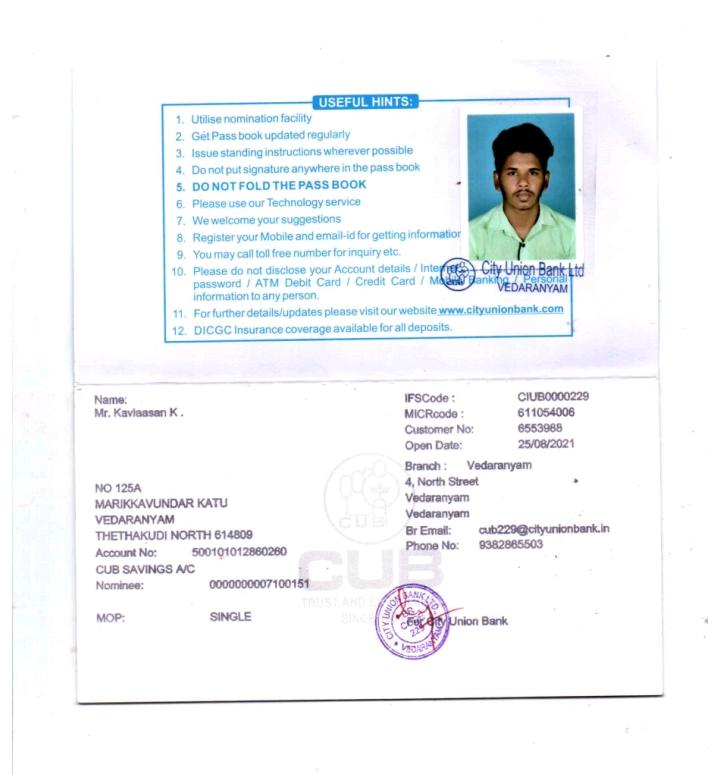 USEFUL HINTS:
1. Utilise nomination facility
2. Get Pass book updated regularly
3. Issue standing instructions wherever possible
4. Do not put signature anywhere in the pass book
5. DO NOT FOLD THE PASS BOOK
6. Please use our Technology service
7. We welcome your suggestions
8. Register your Mobile and email-id for getting information
9. You may call toll free number for inquiry etc.
10. Please do not disclose your Account details /
password / ATM Debit Card / Credit Card / Banking / Personal
information to any person.
11. For further details/updates please visit our website www.cityunionbank.com
12. DICGC Insurance coverage available for all deposits.
City Union Bank Ltd
VEDARANYAM
Name:
Mr. Kaviaasan K .
NO 125A
MARIKKAVUNDAR KATU
VEDARANYAM
THETHAKUDI NORTH 614809
Account No: 500101012860260
CUB SAVINGS A/C
Nominee: 0000000007100151
MOP: SINGLE
IFSCode : CIUB0000229
MICRcode : 611054006
Customer No: 6553988
Open Date: 25/08/2021
Branch : Vedaranyam
4, North Street
Vedaranyam
Vedaranyam
Br Email: cub229@cityunionbank.in
Phone No: 9382865503
CUB
CUB
TRUST AND
SINCE
CITY UNION BANK LTD.
229
VEDARANYAM
For City Union Bank